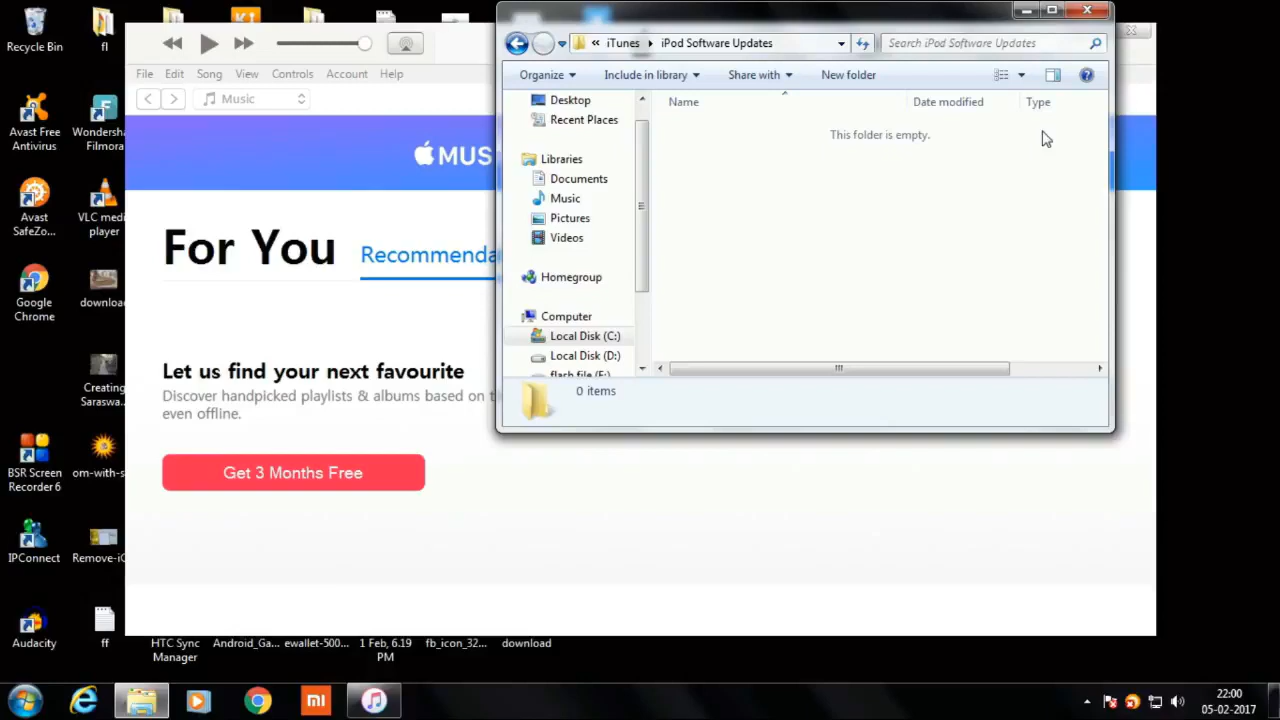 Recycle Bin
fl
Avast Free
Antivirus
Wondersha
Filmora
Avast
SafeZo...
VLC medi
player
Google
Chrome
download
Creating
Saraswa..
BSR Screen
Recorder 6
om-with-s
IPConnect
Remove-iC
Audacity
ff
HTC Sync
Manager
Android_Ga...
ewallet-500...
1 Feb, 6.19
PM
fb_icon_32...
download
File Edit Song View Controls Account Help
Music
MUS
For You
Recommenda
Let us find your next favourite
Discover handpicked playlists & albums based on t
even offline.
Get 3 Months Free
« iTunes iPod Software Updates
Search iPod Software Updates
Organize Include in library Share with New folder
Desktop
Recent Places
Libraries
Documents
Music
Pictures
Videos
Homegroup
Computer
Local Disk (C:)
Local Disk (D:)
flash file (F:)
Name Date modified Type
This folder is empty.
0 items
mi
22:00
05-02-2017